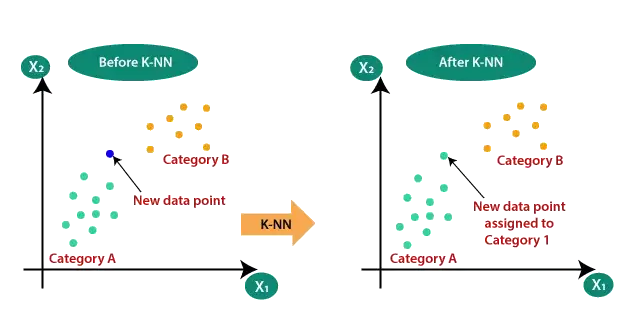 Before K-NN
X₂
Category B
New data point
Category A
X₁
K-NN
After K-NN
X₂
Category B
New data point
assigned to
Category 1
Category A
X₁